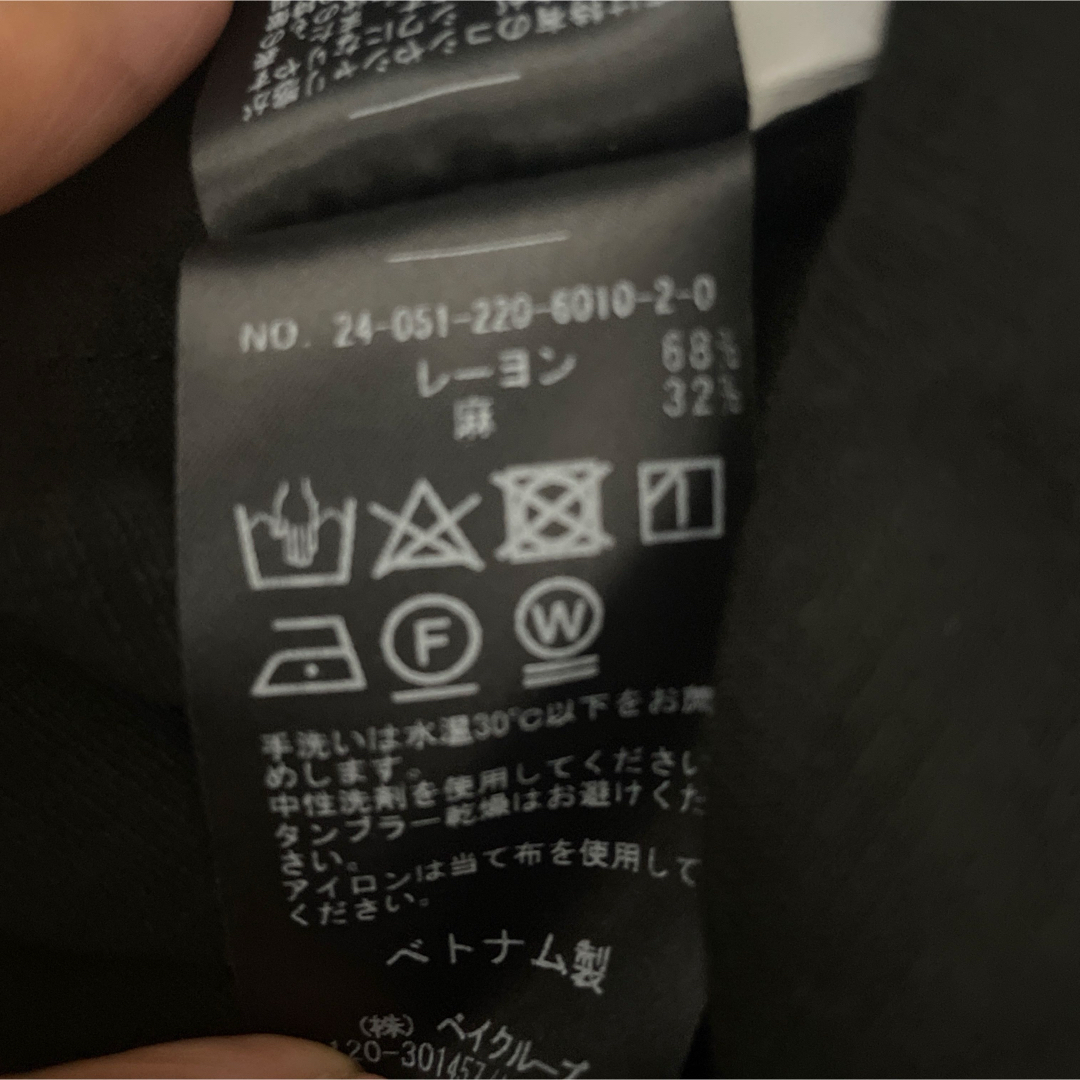 NO. 24-051-220-6010-2-0
レーヨン 68%
麻 32%
F W
手洗いは水温30℃以下をお薦
めします。
中性洗剤を使用してください
タンブラー乾燥はお避けくだ
さい。
アイロンは当て布を使用して
ください。
ベトナム製
(株) ベイクルーズ
120-301457/